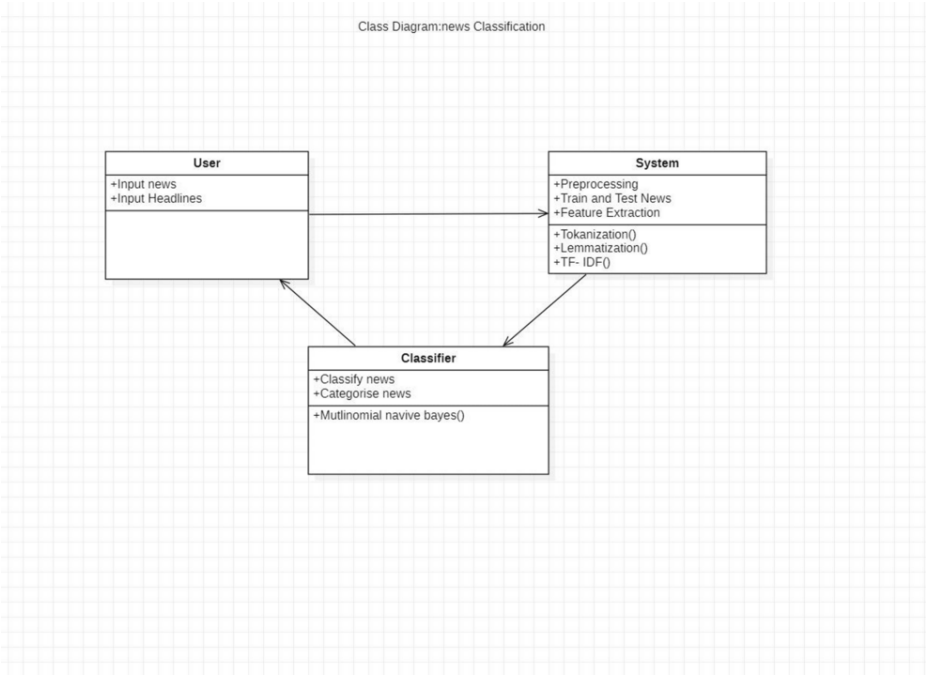 Class Diagram:news Classification
User
+Input news
+Input Headlines
System
+Preprocessing
+Train and Test News
+Feature Extraction
+Tokanization()
+Lemmatization()
+TF- IDF()
Classifier
+Classify news
+Categorise news
+Mutlinomial navive bayes()